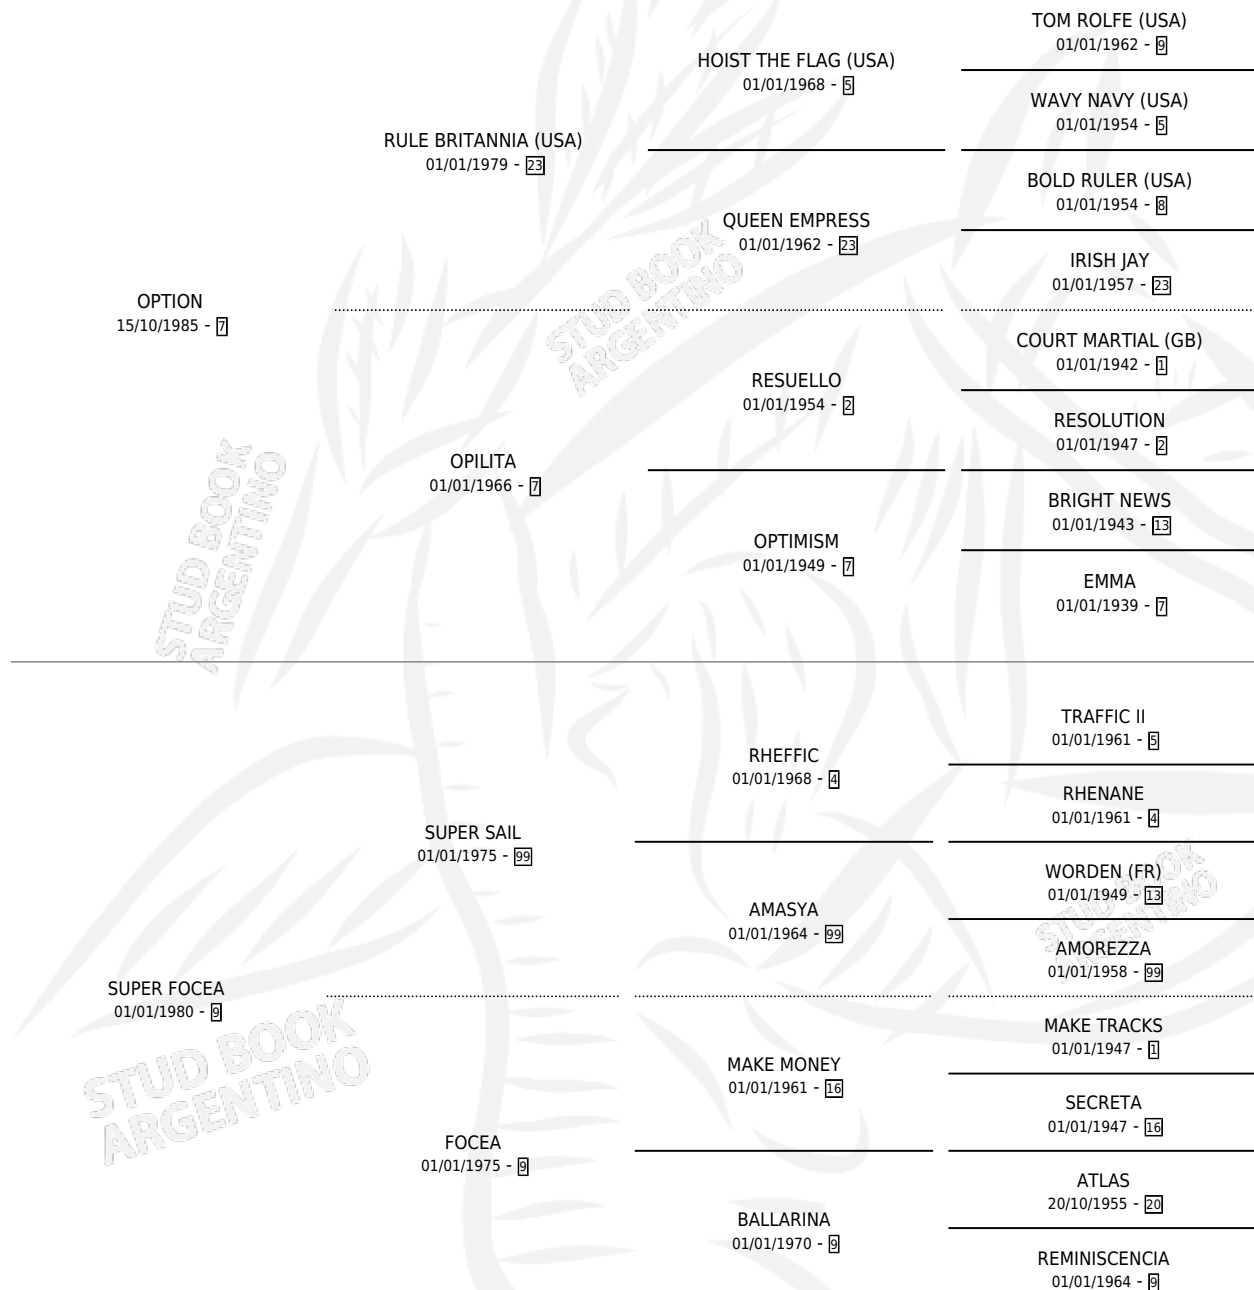 TOM ROLFE (USA)
01/01/1962 - 9
HOIST THE FLAG (USA)
01/01/1968 - 5
WAVY NAVY (USA)
01/01/1954 - 5
RULE BRITANNIA (USA)
01/01/1979 - 23
BOLD RULER (USA)
01/01/1954 - 8
QUEEN EMPRESS
01/01/1962 - 23
IRISH JAY
01/01/1957 - 23
OPTION
15/10/1985 - 7
COURT MARTIAL (GB)
01/01/1942 - 1
RESUELLO
01/01/1954 - 2
RESOLUTION
01/01/1947 - 2
OPILITA
01/01/1966 - 7
BRIGHT NEWS
01/01/1943 - 13
OPTIMISM
01/01/1949 - 7
EMMA
01/01/1939 - 7
TRAFFIC II
01/01/1961 - 5
RHEFFIC
01/01/1968 - 4
RHENANE
01/01/1961 - 4
SUPER SAIL
01/01/1975 - 99
WORDEN (FR)
01/01/1949 - 13
AMASYA
01/01/1964 - 99
AMOREZZA
01/01/1958 - 99
SUPER FOCEA
01/01/1980 - 9
MAKE TRACKS
01/01/1947 - 1
MAKE MONEY
01/01/1961 - 16
SECRETA
01/01/1947 - 16
FOCEA
01/01/1975 - 9
ATLAS
20/10/1955 - 20
BALLARINA
01/01/1970 - 9
REMINISCENCIA
01/01/1964 - 9
STUD BOOK
ARGENTINO
STUD BOOK
ARGENTINO
STUD BOOK
ARGENTINO
STUD BOOK
ARGENTINO